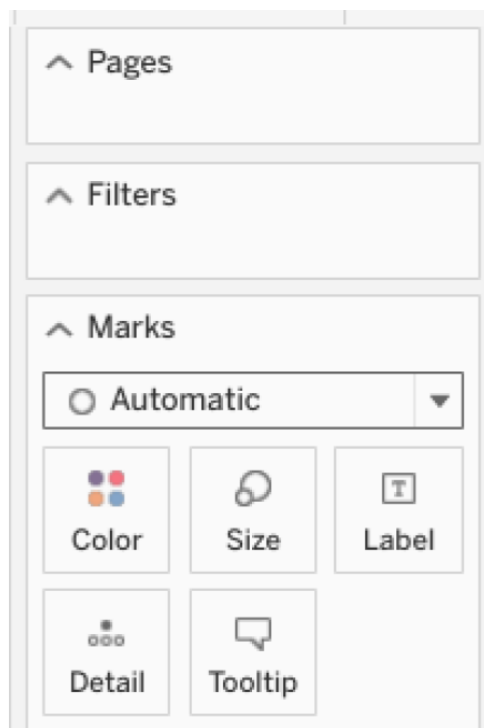 Pages
Filters
Marks
Automatic
Color Size Label
Detail Tooltip